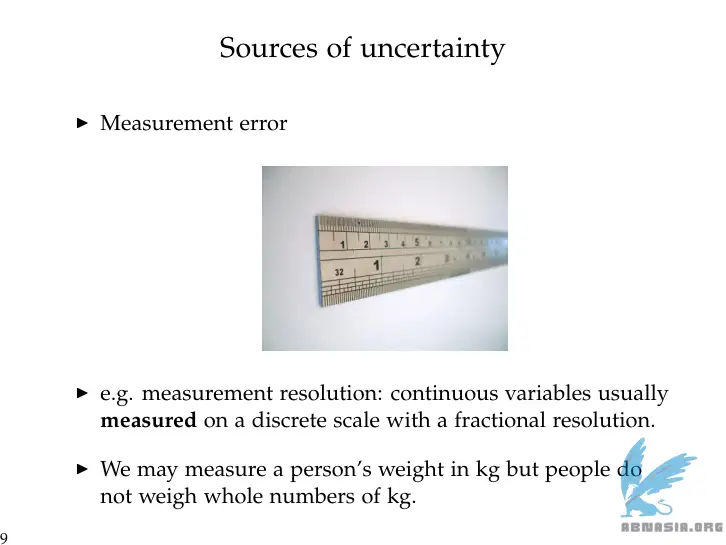 Sources of uncertainty
▶ Measurement error
1 2 3 4 5
32 1 2 3
▶ e.g. measurement resolution: continuous variables usually
measured on a discrete scale with a fractional resolution.
▶ We may measure a person's weight in kg but people do
not weigh whole numbers of kg.
ABNASIA.ORG
9